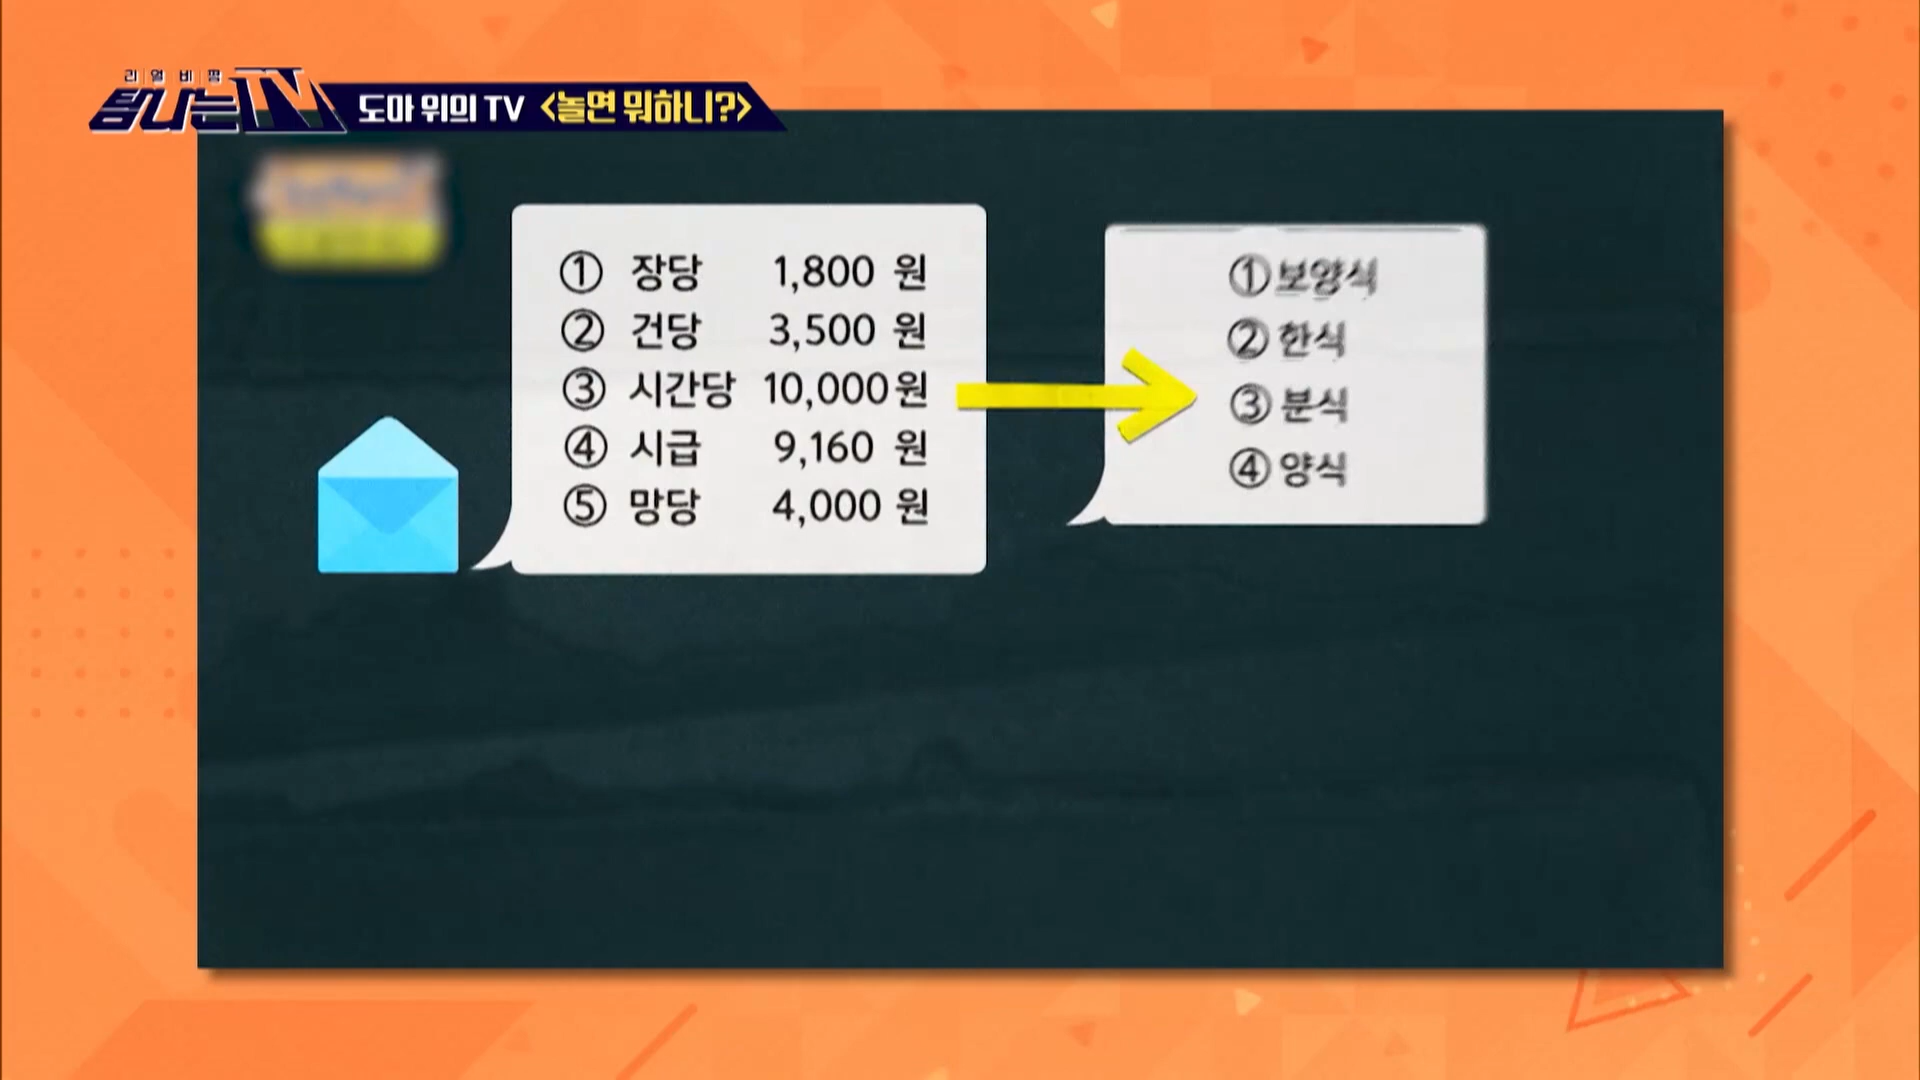 리얼비평
탐나는TV
도마 위의 TV <놀면 뭐하니?>
① 장당 1,800 원
② 건당 3,500 원
③ 시간당 10,000원
④ 시급 9,160 원
⑤ 망당 4,000 원
① 보양식
② 한식
③ 분식
④ 양식